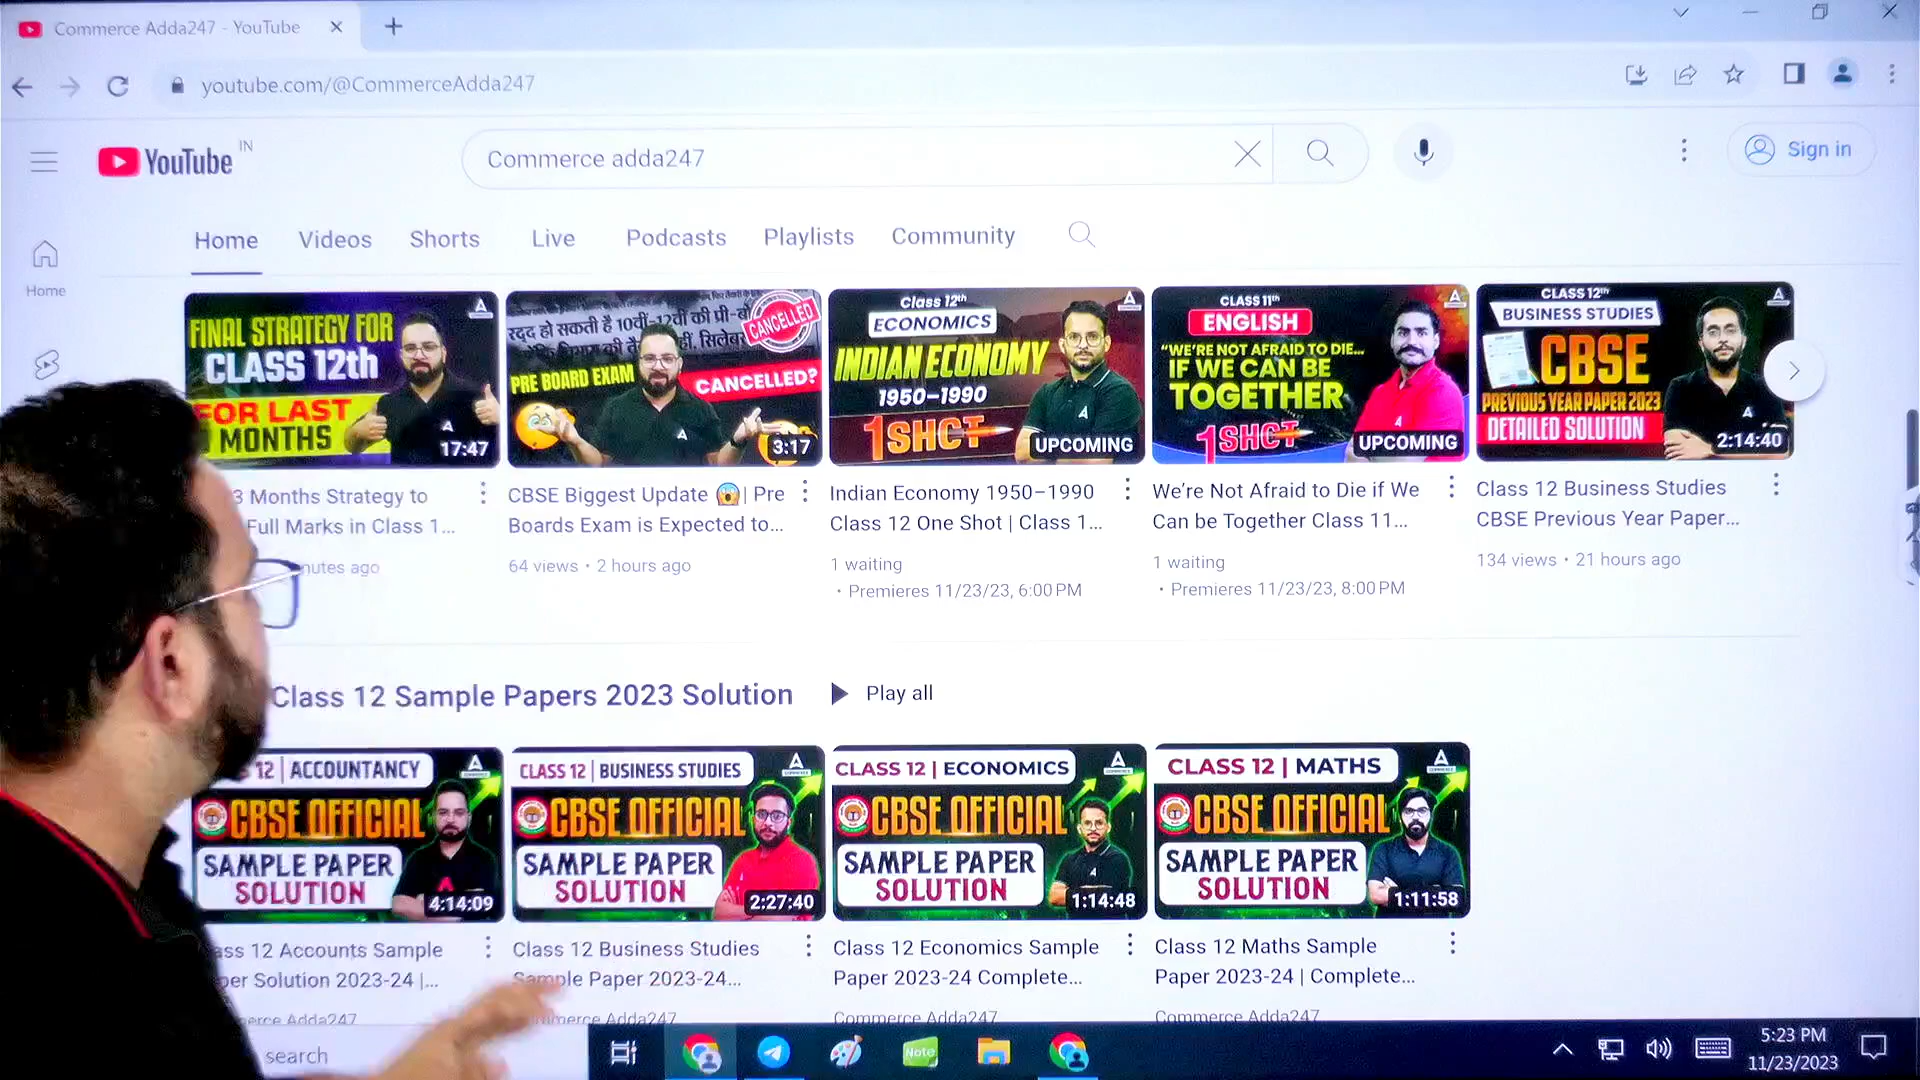 Commerce Adda247 - YouTube
youtube.com/@CommerceAdda247
YouTube IN
Commerce adda247
Sign in
Home Videos Shorts Live Podcasts Playlists Community
Home
FINAL STRATEGY FOR
CLASS 12th
FOR LAST
MONTHS
17:47
3 Months Strategy to
Full Marks in Class 1...
ago
रद्द हो सकती है 10वीं-12वीं की प्री-बो
CANCELLED
PRE BOARD EXAM
CANCELLED?
3:17
CBSE Biggest Update 😱| Pre
Boards Exam is Expected to...
64 views • 2 hours ago
Class 12th
ECONOMICS
INDIAN ECONOMY
1950–1990
1SHOT
UPCOMING
Indian Economy 1950–1990
Class 12 One Shot | Class 1...
1 waiting
• Premieres 11/23/23, 6:00 PM
CLASS 11th
ENGLISH
“WE’RE NOT AFRAID TO DIE...
IF WE CAN BE
TOGETHER
1SHOT
UPCOMING
We’re Not Afraid to Die if We
Can be Together Class 11...
1 waiting
• Premieres 11/23/23, 8:00 PM
CLASS 12th
BUSINESS STUDIES
CBSE
PREVIOUS YEAR PAPER 2023
DETAILED SOLUTION
2:14:40
Class 12 Business Studies
CBSE Previous Year Paper...
134 views • 21 hours ago
Class 12 Sample Papers 2023 Solution
Play all
12 | ACCOUNTANCY
CBSE OFFICIAL
SAMPLE PAPER
SOLUTION
4:14:09
Class 12 Accounts Sample
Paper Solution 2023-24 |...
Commerce Adda247
CLASS 12 | BUSINESS STUDIES
CBSE OFFICIAL
SAMPLE PAPER
SOLUTION
2:27:40
Class 12 Business Studies
Sample Paper 2023-24...
Commerce Adda247
CLASS 12 | ECONOMICS
CBSE OFFICIAL
SAMPLE PAPER
SOLUTION
1:14:48
Class 12 Economics Sample
Paper 2023-24 Complete...
Commerce Adda247
CLASS 12 | MATHS
CBSE OFFICIAL
SAMPLE PAPER
SOLUTION
1:11:58
Class 12 Maths Sample
Paper 2023-24 | Complete...
Commerce Adda247
search
Note
5:23 PM
11/23/2023